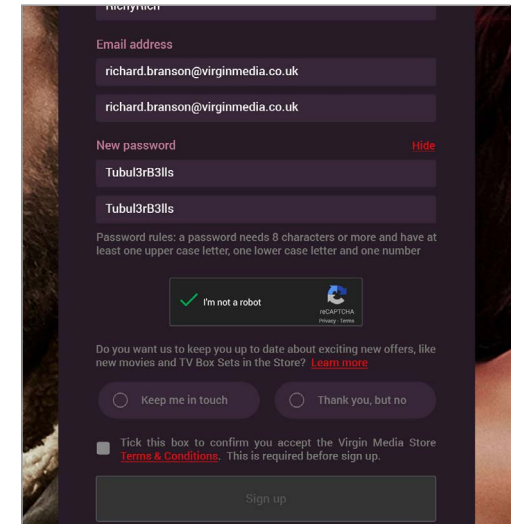 RichyRich
Email address
richard.branson@virginmedia.co.uk
richard.branson@virginmedia.co.uk
New password Hide
Tubul3rB3lls
Tubul3rB3lls
Password rules: a password needs 8 characters or more and have at
least one upper case letter, one lower case letter and one number
I'm not a robot
reCAPTCHA
Privacy - Terms
Do you want us to keep you up to date about exciting new offers, like
new movies and TV Box Sets in the Store? Learn more
Keep me in touch Thank you, but no
Tick this box to confirm you accept the Virgin Media Store
Terms & Conditions. This is required before sign up.
Sign up